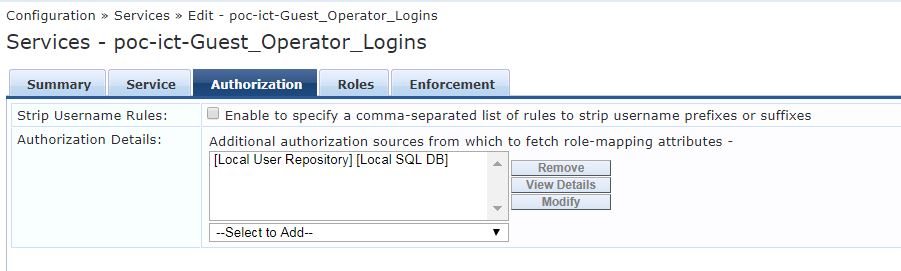 Configuration » Services » Edit - poc-ict-Guest_Operator_Logins
Services - poc-ict-Guest_Operator_Logins
Summary Service Authorization Roles Enforcement
Strip Username Rules: Enable to specify a comma-separated list of rules to strip username prefixes or suffixes
Authorization Details: Additional authorization sources from which to fetch role-mapping attributes -
[Local User Repository] [Local SQL DB]
Remove
View Details
Modify
--Select to Add--